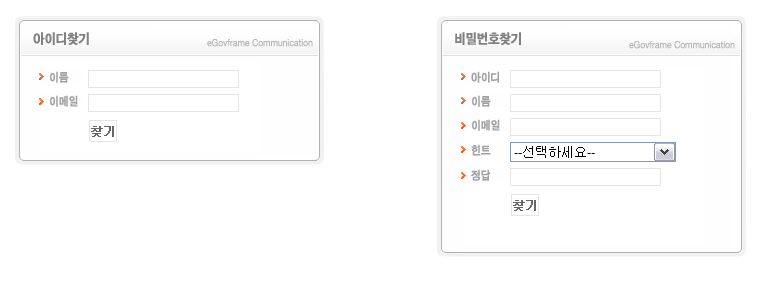 아이디찾기
eGovframe Communication
이름
이메일
찾기
비밀번호찾기
eGovframe Communication
아이디
이름
이메일
힌트
--선택하세요--
정답
찾기